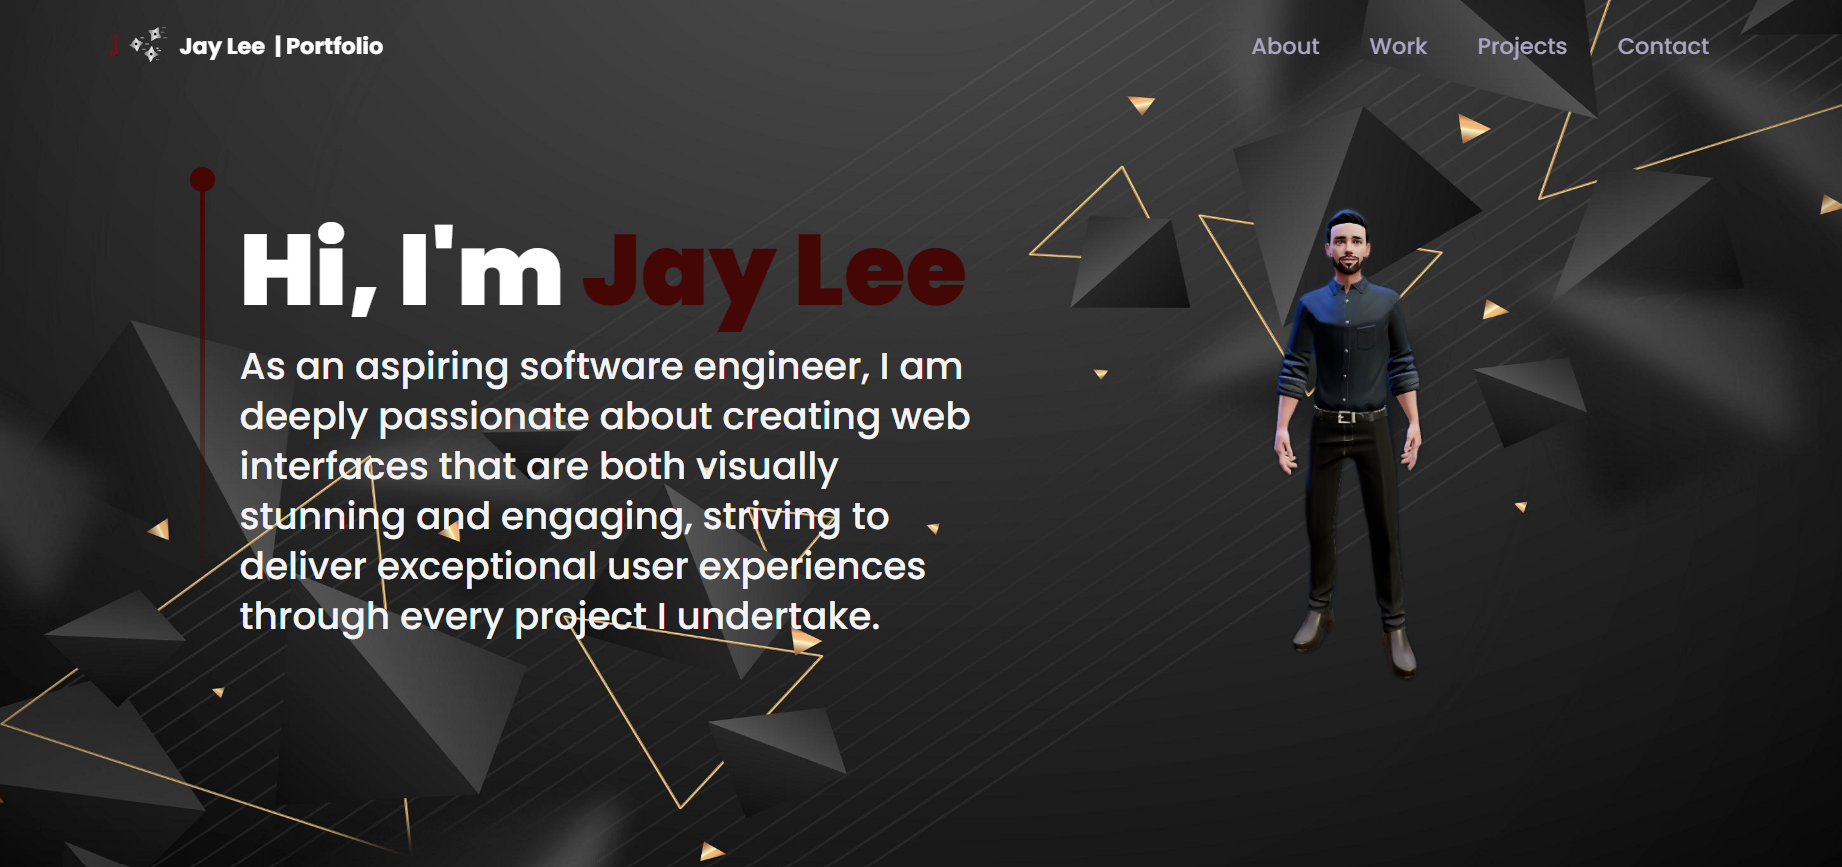 J Jay Lee | Portfolio
About Work Projects Contact
Hi, I'm Jay Lee
As an aspiring software engineer, I am
deeply passionate about creating web
interfaces that are both visually
stunning and engaging, striving to
deliver exceptional user experiences
through every project I undertake.